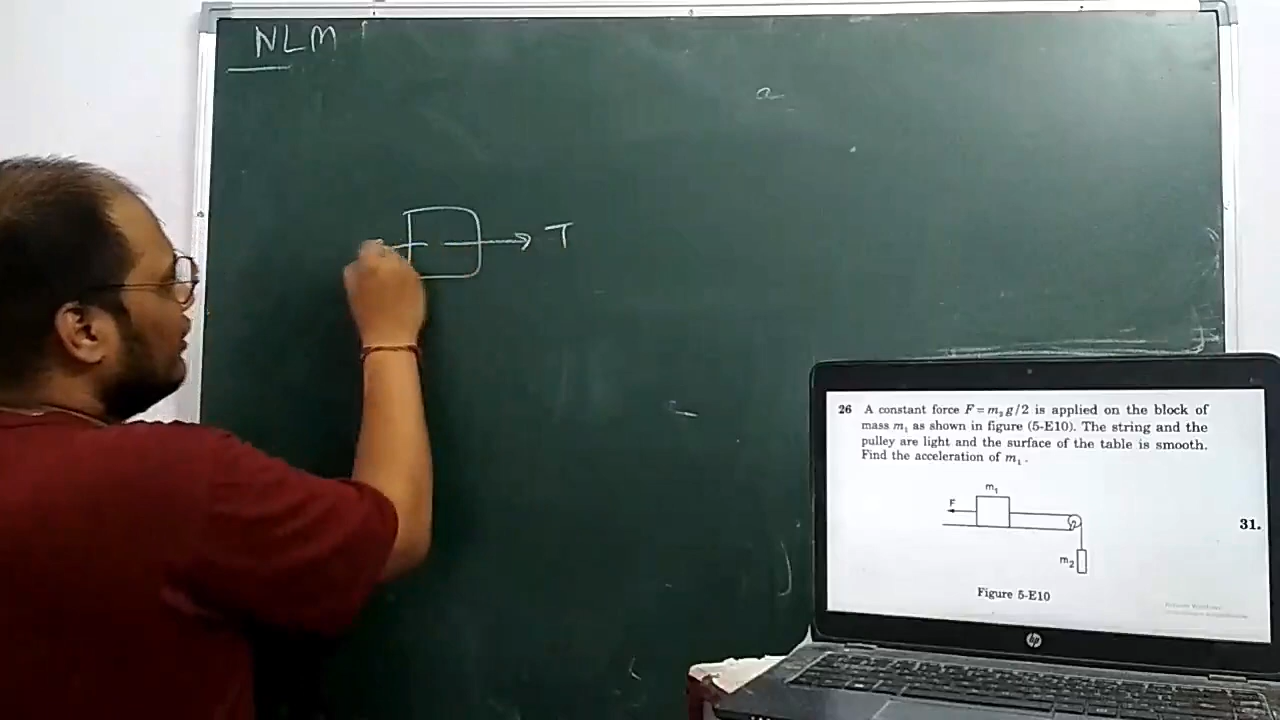 NLM
a
T
26 A constant force F = m₂g/2 is applied on the block of
mass m₁ as shown in figure (5-E10). The string and the
pulley are light and the surface of the table is smooth.
Find the acceleration of m₁.
m₁
F
m₂
31.
Figure 5-E10
hp